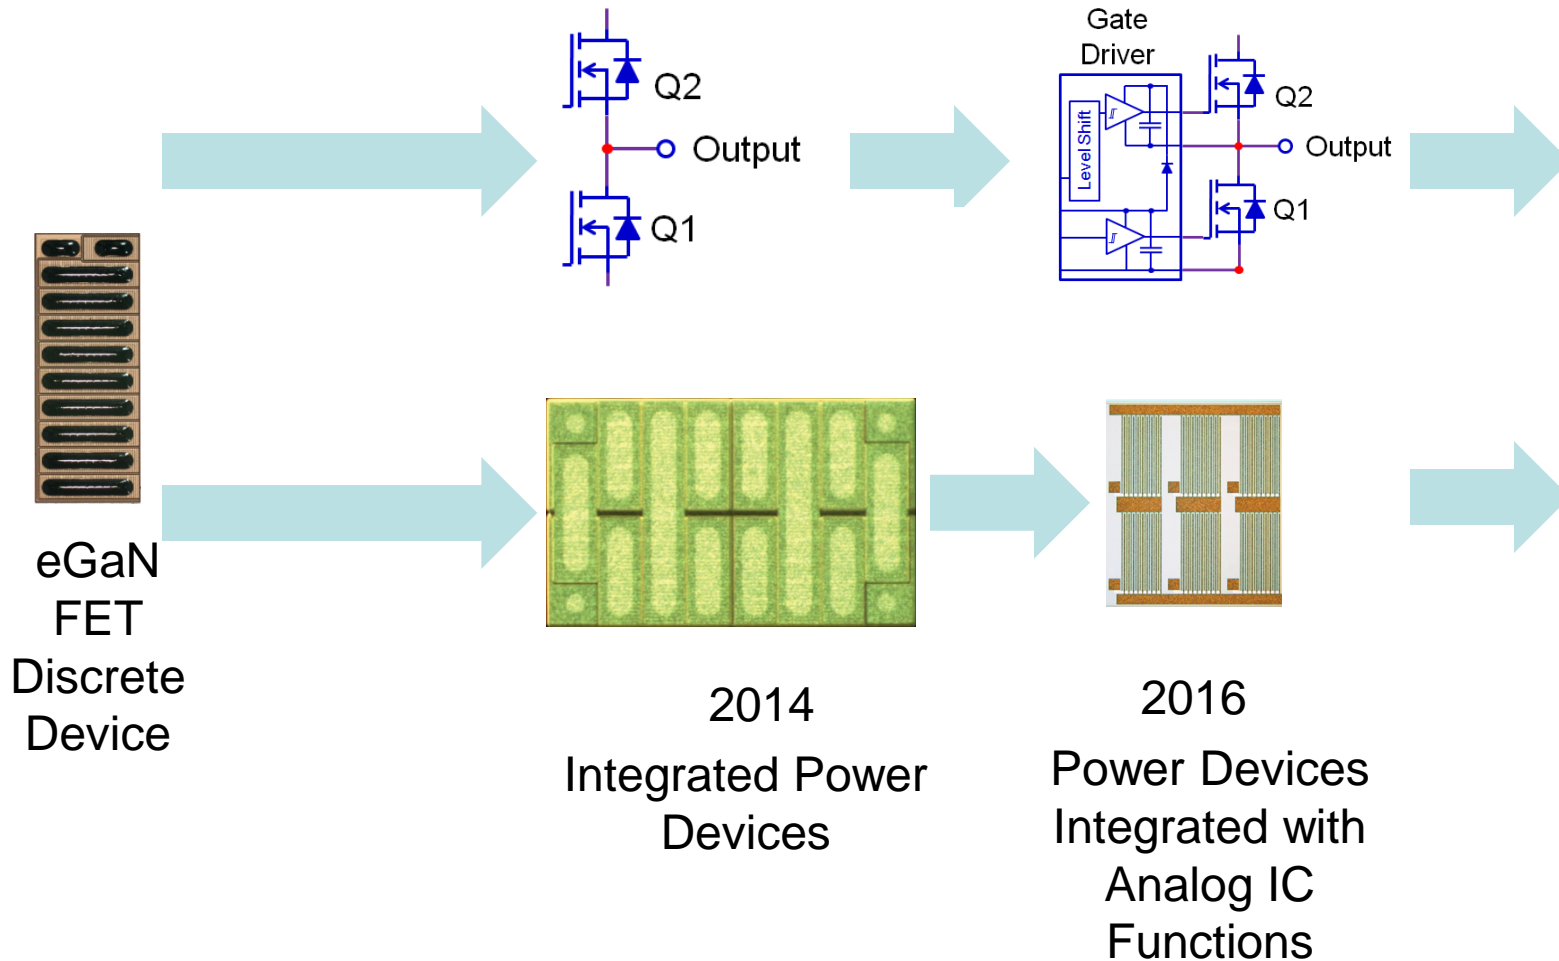 Gate
Driver
Q2
Output
Q1
Level Shift
Q2
Output
Q1
eGaN
FET
Discrete
Device
2014
Integrated Power
Devices
2016
Power Devices
Integrated with
Analog IC
Functions